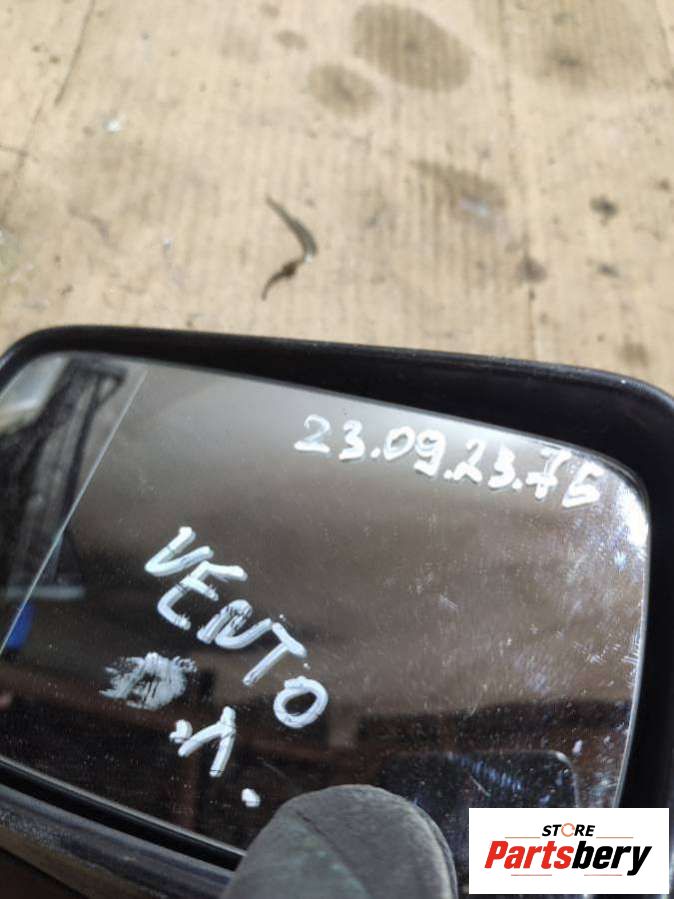 23.09.23.75
VENTO
.Л.
STORE
Partsbery